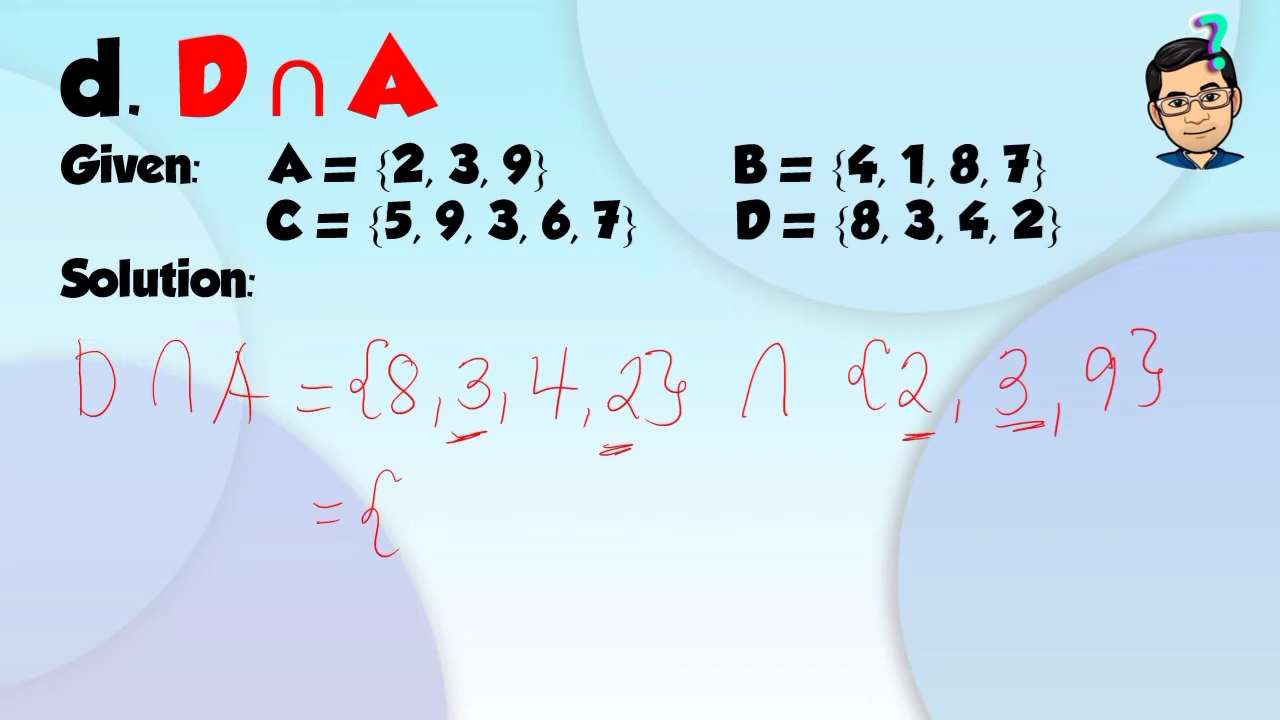 d. D ∩ A
Given: A = {2, 3, 9} B = {4, 1, 8, 7}
C = {5, 9, 3, 6, 7} D = {8, 3, 4, 2}
Solution:
D ∩ A = {8, 3, 4, 2} ∩ {2, 3, 9}
= {
?